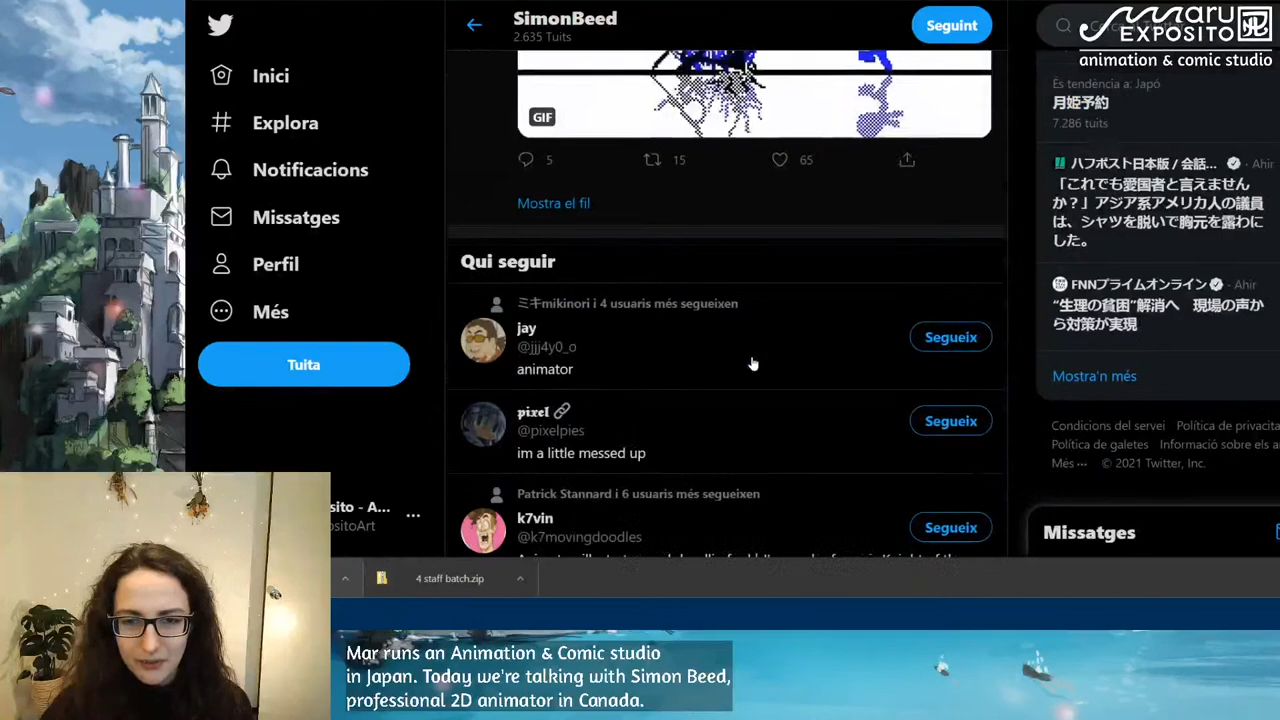 Inici
Explora
Notificacions
Missatges
Perfil
Més
Tuita
sito - A...
ositoArt
SimonBeed
2.635 Tuits
Seguint
GIF
5
15
65
Mostra el fil
Qui seguir
ミキmikinori i 4 usuaris més segueixen
jay
@jjj4y0_o
animator
Segueix
pixel
@pixelpies
im a little messed up
Segueix
Patrick Stannard i 6 usuaris més segueixen
k7vin
@k7movingdoodles
Segueix
maru
EXPOSITO
animation & comic studio
És tendència a: Japó
月姫予約
7.286 tuits
ハフポスト日本版 / 会話... · Ahir
「これでも愛国者と言えません
か？」アジア系アメリカ人の議員
は、シャツを脱いで胸元を露わに
した。
FNNプライムオンライン · Ahir
“生理の貧困”解消へ 現場の声か
ら対策が実現
Mostra'n més
Condicions del servei Política de privacita
Política de galetes Informació sobre els a
Més ··· © 2021 Twitter, Inc.
Missatges
4 staff batch.zip
Mar runs an Animation & Comic studio
in Japan. Today we're talking with Simon Beed,
professional 2D animator in Canada.